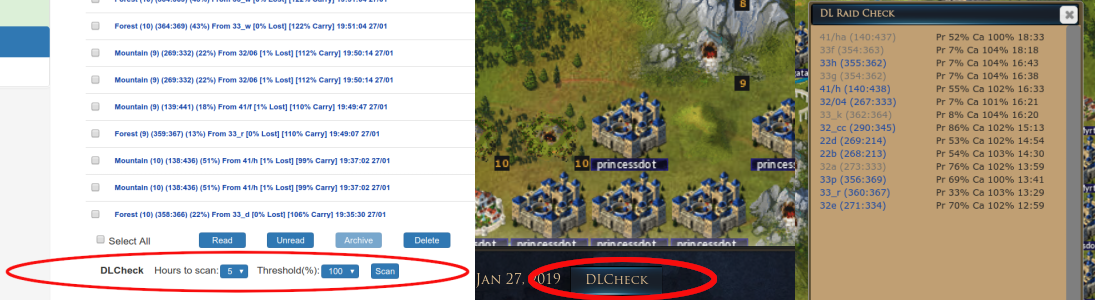 Forest (10) (364:369) (43%) From 33_w [0% Lost] [122% Carry] 19:51:04 27/01
Mountain (9) (269:332) (22%) From 32/06 [1% Lost] [112% Carry] 19:50:14 27/01
Mountain (9) (269:332) (22%) From 32/06 [1% Lost] [112% Carry] 19:50:14 27/01
Mountain (9) (139:441) (18%) From 41/f [1% Lost] [110% Carry] 19:49:47 27/01
Forest (9) (359:367) (13%) From 33_r [0% Lost] [110% Carry] 19:49:07 27/01
Mountain (10) (138:436) (51%) From 41/h [1% Lost] [99% Carry] 19:37:02 27/01
Mountain (10) (138:436) (51%) From 41/h [1% Lost] [99% Carry] 19:37:02 27/01
Forest (10) (358:366) (22%) From 33_d [0% Lost] [106% Carry] 19:35:30 27/01
Select All Read Unread Archive Delete
DLCheck Hours to scan: 5 Threshold(%): 100 Scan
8
9
10 10 princessdot princess
sdot princessdot princessdot princessdot
JAN 27, 2019 DLCHECK
DL RAID CHECK
41/ha (140:437) Pr 52% Ca 100% 18:33
33f (354:363) Pr 7% Ca 104% 18:18
33h (355:362) Pr 7% Ca 104% 16:43
33g (354:362) Pr 7% Ca 104% 16:38
41/h (140:438) Pr 55% Ca 102% 16:33
32/04 (267:333) Pr 7% Ca 101% 16:21
33_k (362:364) Pr 8% Ca 104% 16:20
32_cc (290:345) Pr 86% Ca 102% 15:13
22d (269:214) Pr 53% Ca 102% 14:54
22b (268:213) Pr 54% Ca 103% 14:30
32a (273:333) Pr 76% Ca 102% 13:59
33p (356:369) Pr 69% Ca 100% 13:41
33_r (360:367) Pr 33% Ca 103% 13:29
32e (271:334) Pr 70% Ca 102% 12:59